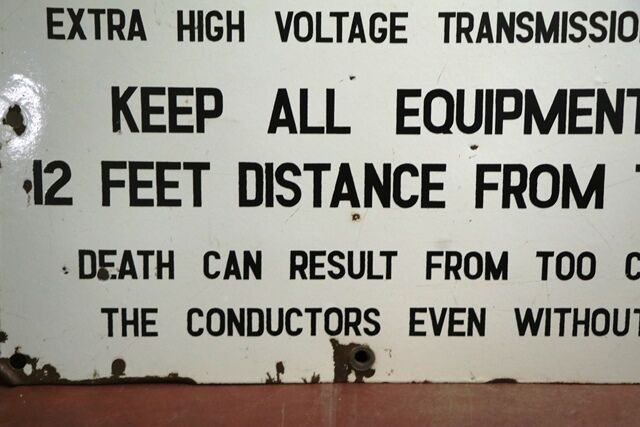 EXTRA HIGH VOLTAGE TRANSMISSIO
KEEP ALL EQUIPMENT
12 FEET DISTANCE FROM T
DEATH CAN RESULT FROM TOO C
THE CONDUCTORS EVEN WITHOUT